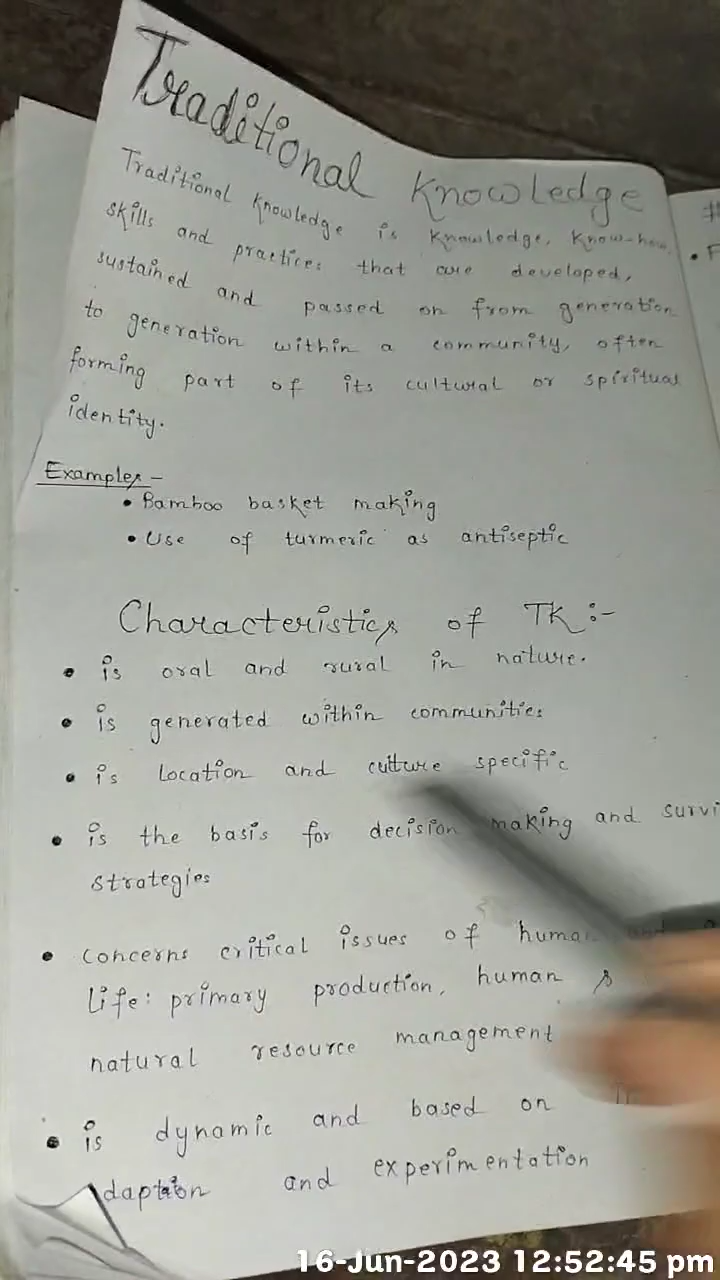 Traditional Knowledge
Traditional Knowledge is knowledge, know-how,
skills and practices that are developed,
sustained and passed on from generation
to generation within a community, often
forming part of its cultural or spiritual
identity.
Examples –
• Bamboo basket making
• Use of turmeric as antiseptic
Characteristics of TK :-
• is oral and rural in nature.
• is generated within communities
• is location and culture specific
• is the basis for decision making and survi
strategies
• concerns critical issues of human and
life: primary production, human
natural resource management
• is dynamic and based on
daption and experimentation
#
•
16-Jun-2023 12:52:45 pm